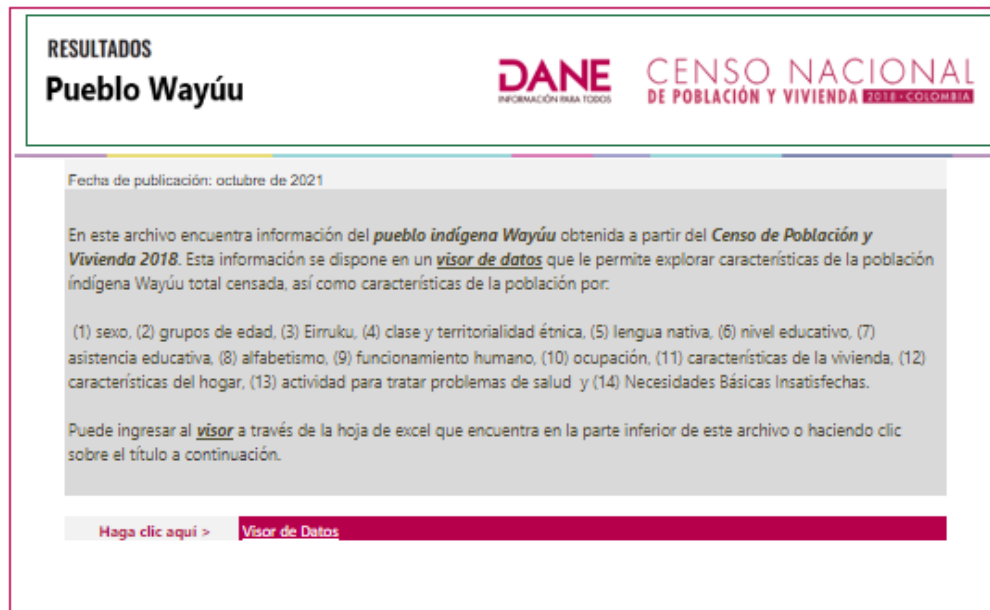 RESULTADOS
Pueblo Wayúu
DANE
INFORMACIÓN PARA TODOS
CENSO NACIONAL
DE POBLACIÓN Y VIVIENDA 2018 - COLOMBIA
Fecha de publicación: octubre de 2021
En este archivo encuentra información del pueblo indígena Wayúu obtenida a partir del Censo de Población y
Vivienda 2018. Esta información se dispone en un visor de datos que le permite explorar características de la población
indígena Wayúu total censada, así como características de la población por:
(1) sexo, (2) grupos de edad, (3) Eirruku, (4) clase y territorialidad étnica, (5) lengua nativa, (6) nivel educativo, (7)
asistencia educativa, (8) alfabetismo, (9) funcionamiento humano, (10) ocupación, (11) características de la vivienda, (12)
características del hogar, (13) actividad para tratar problemas de salud y (14) Necesidades Básicas Insatisfechas.
Puede ingresar al visor a través de la hoja de excel que encuentra en la parte inferior de este archivo o haciendo clic
sobre el título a continuación.
Haga clic aquí > Visor de Datos